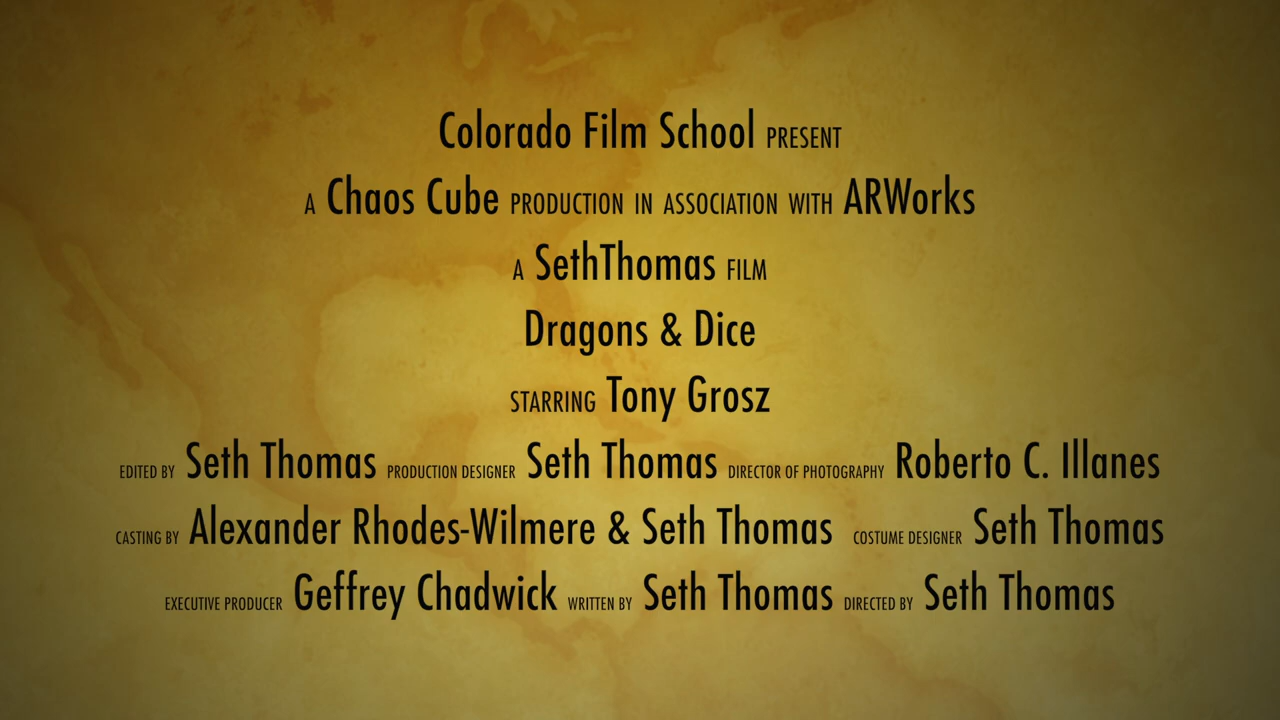 Colorado Film School PRESENT
A Chaos Cube PRODUCTION IN ASSOCIATION WITH ARWorks
A SethThomas FILM
Dragons & Dice
STARRING Tony Grosz
EDITED BY Seth Thomas PRODUCTION DESIGNER Seth Thomas DIRECTOR OF PHOTOGRAPHY Roberto C. Illanes
CASTING BY Alexander Rhodes-Wilmere & Seth Thomas COSTUME DESIGNER Seth Thomas
EXECUTIVE PRODUCER Geffrey Chadwick WRITTEN BY Seth Thomas DIRECTED BY Seth Thomas